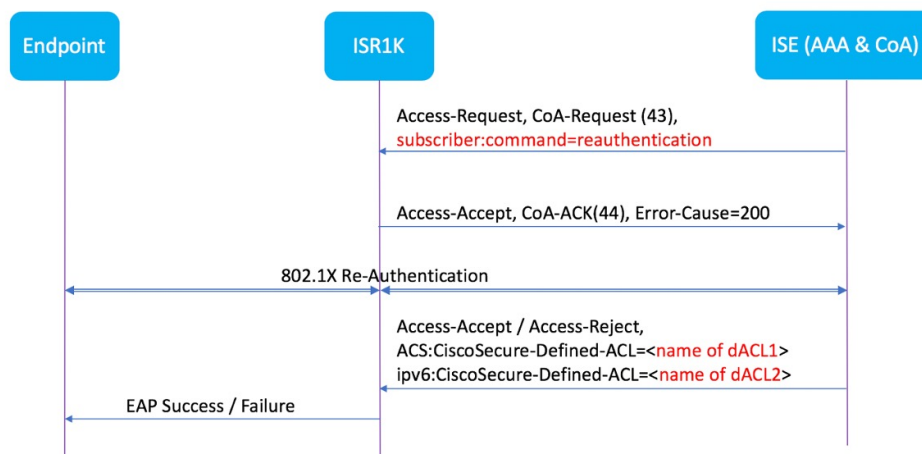 Endpoint
ISR1K
ISE (AAA & CoA)
Access-Request, CoA-Request (43),
subscriber:command=reauthentication
Access-Accept, CoA-ACK(44), Error-Cause=200
802.1X Re-Authentication
Access-Accept / Access-Reject,
ACS:CiscoSecure-Defined-ACL=<name of dACL1>
ipv6:CiscoSecure-Defined-ACL=<name of dACL2>
EAP Success / Failure